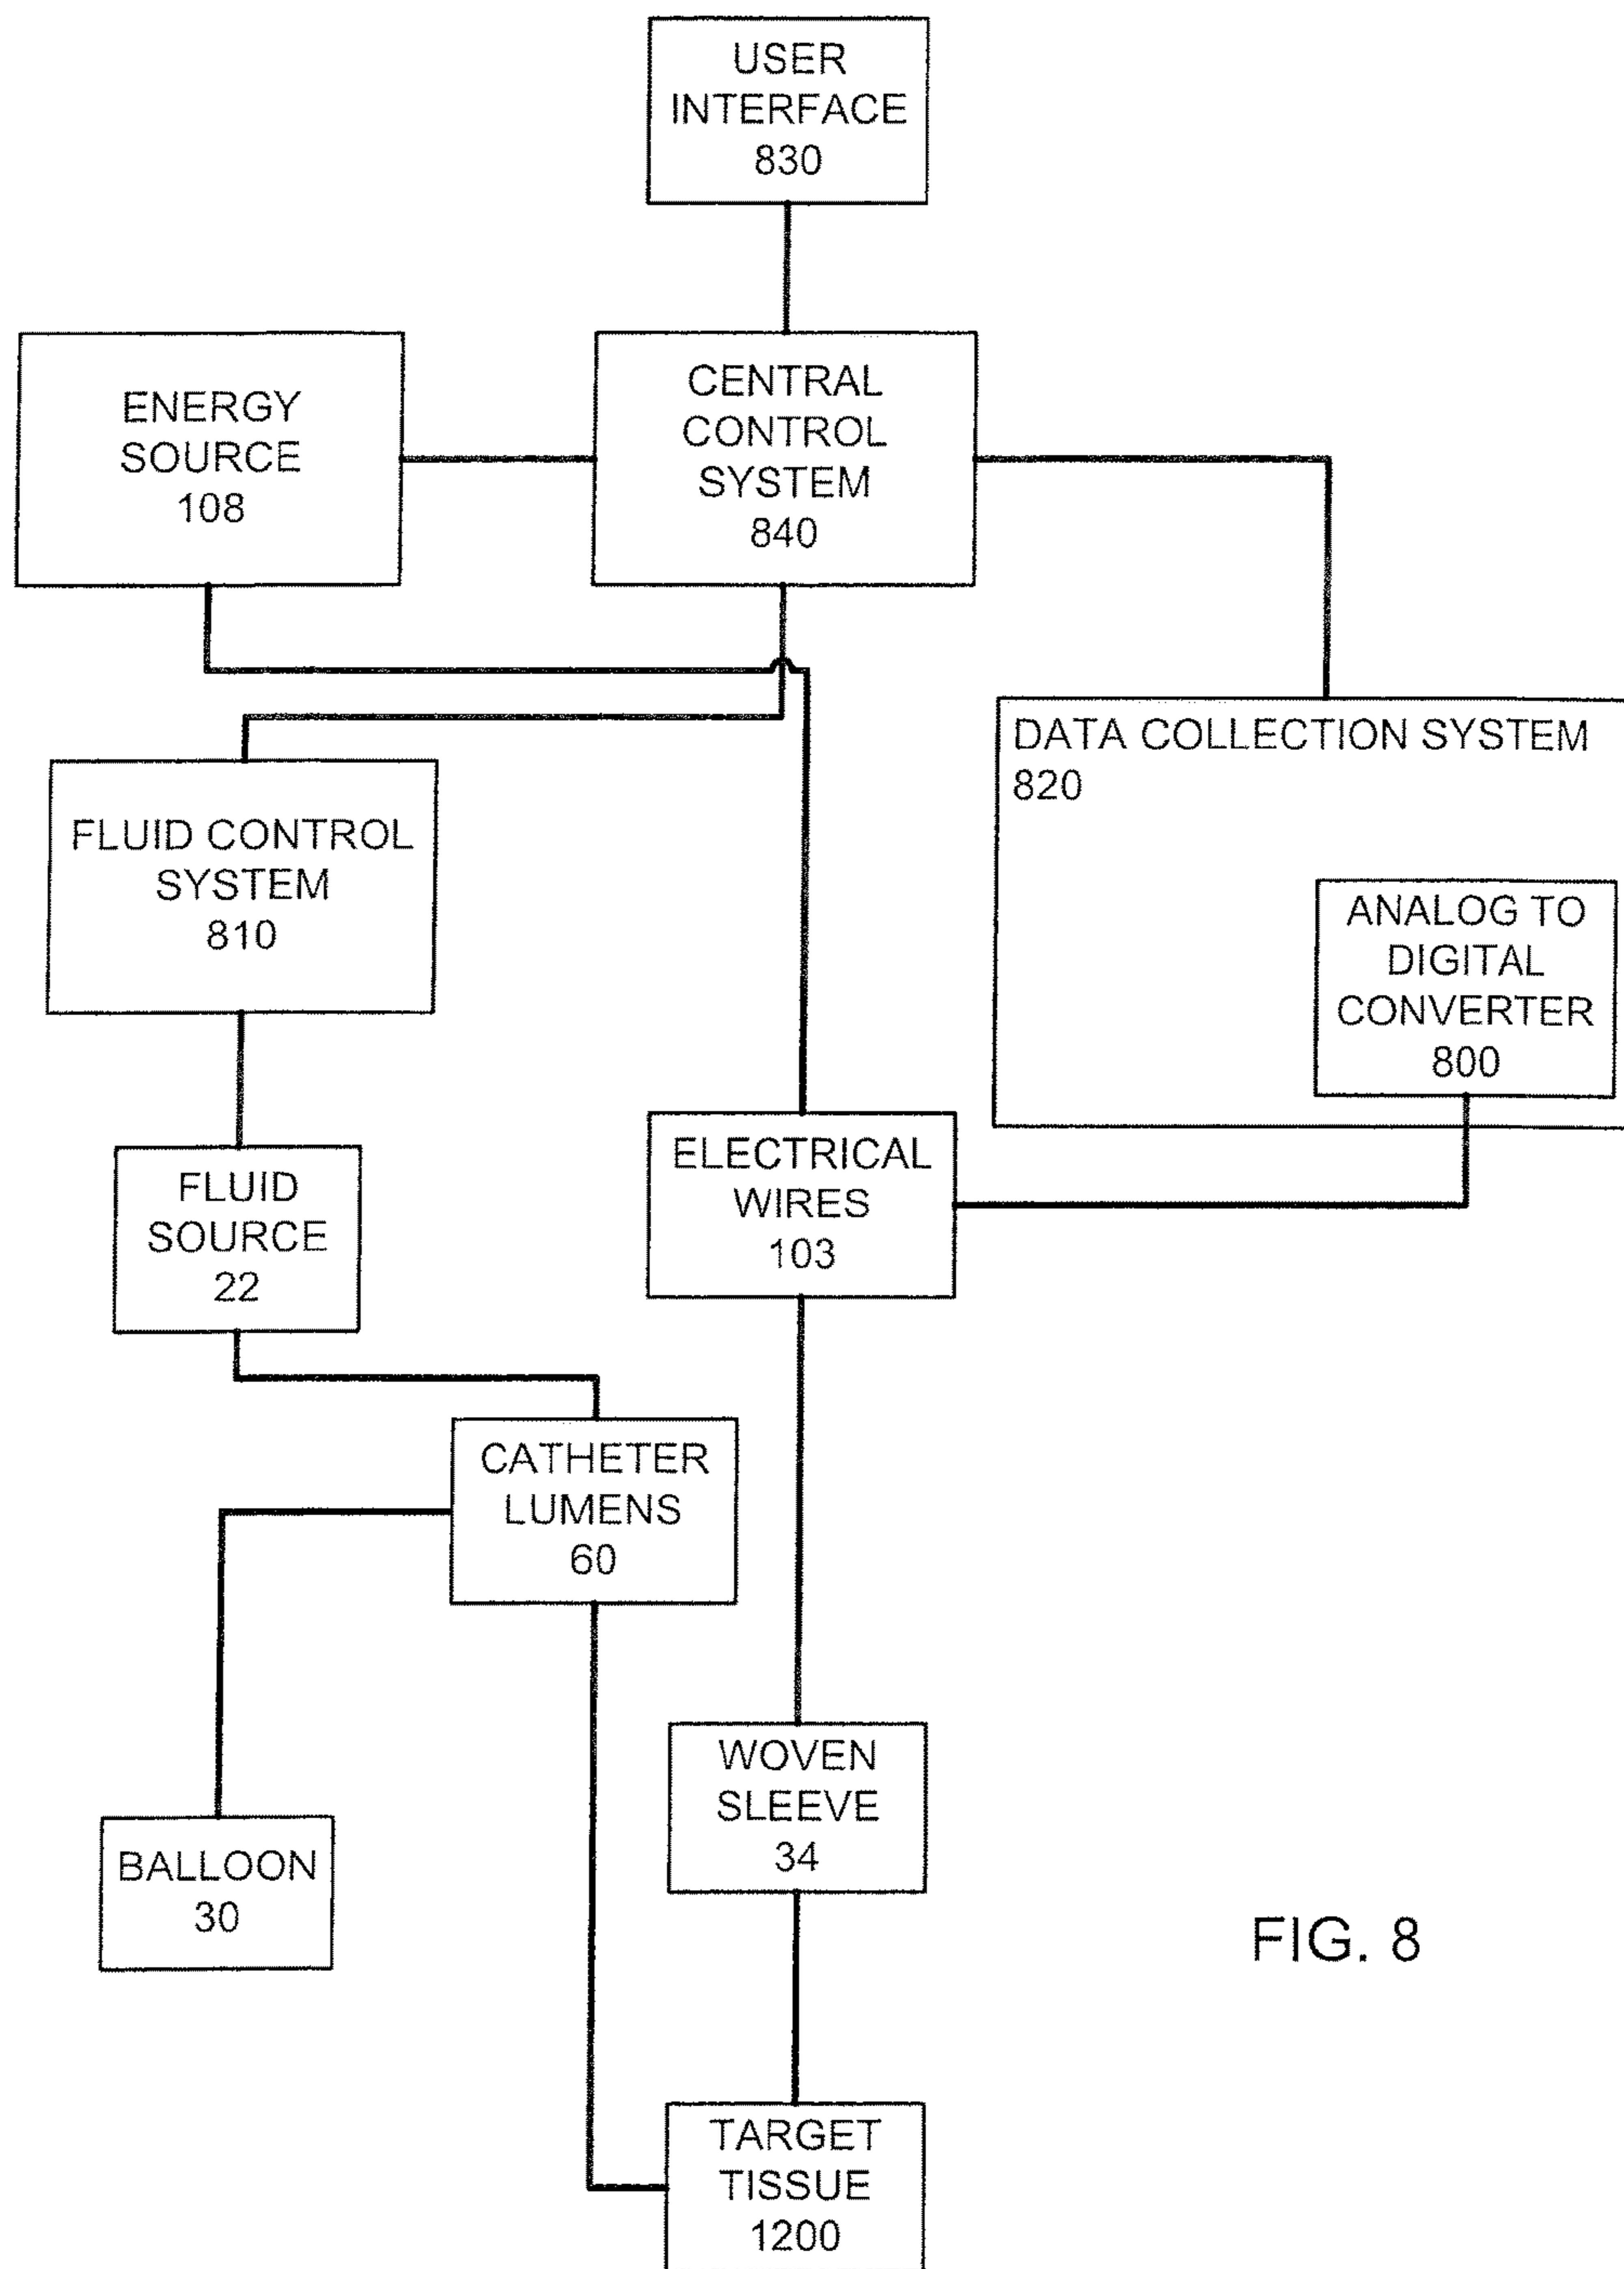 USER
INTERFACE
830
ENERGY
SOURCE
108
CENTRAL
CONTROL
SYSTEM
840
DATA COLLECTION SYSTEM
820
FLUID CONTROL
SYSTEM
810
ANALOG TO
DIGITAL
CONVERTER
800
ELECTRICAL
WIRES
103
FLUID
SOURCE
22
CATHETER
LUMENS
60
WOVEN
SLEEVE
34
BALLOON
30
FIG. 8
TARGET
TISSUE
1200